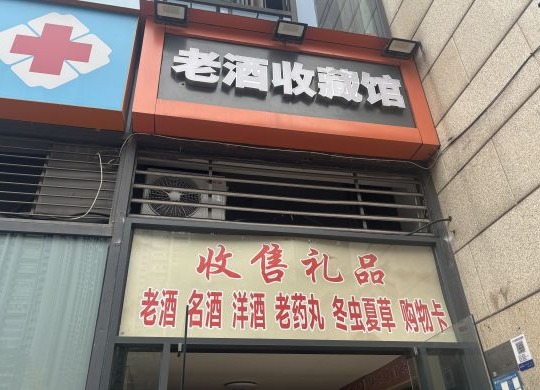 老酒收藏馆
收售礼品
老酒 名酒 洋酒 老药丸 冬虫夏草 购物卡